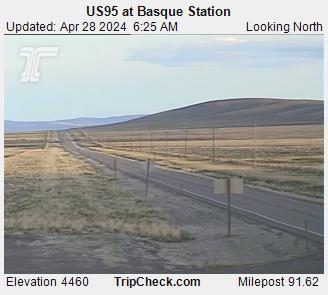 US95 at Basque Station
Updated: Apr 28 2024 6:25 AM Looking North
Elevation 4460 TripCheck.com Milepost 91.62